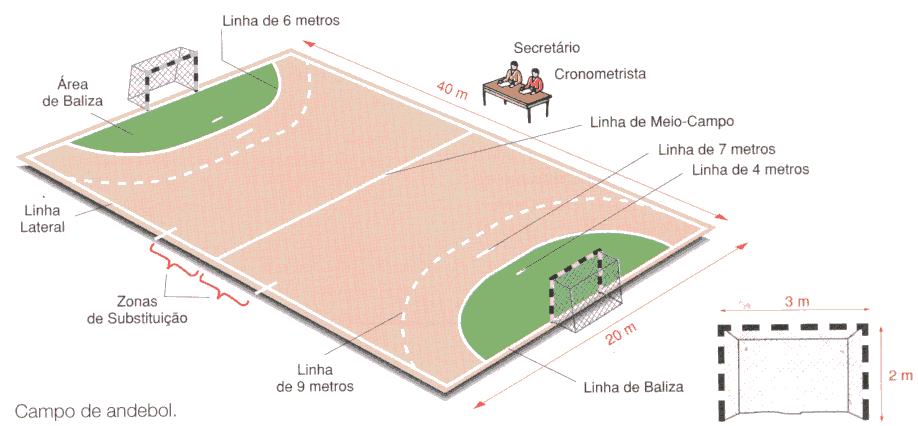 Linha de 6 metros
Secretário
Cronometrista
Área
de Baliza
40 m
Linha de Meio-Campo
Linha de 7 metros
Linha de 4 metros
Linha
Lateral
Zonas
de Substituição
20 m
3 m
2 m
Linha
de 9 metros
Linha de Baliza
Campo de andebol.